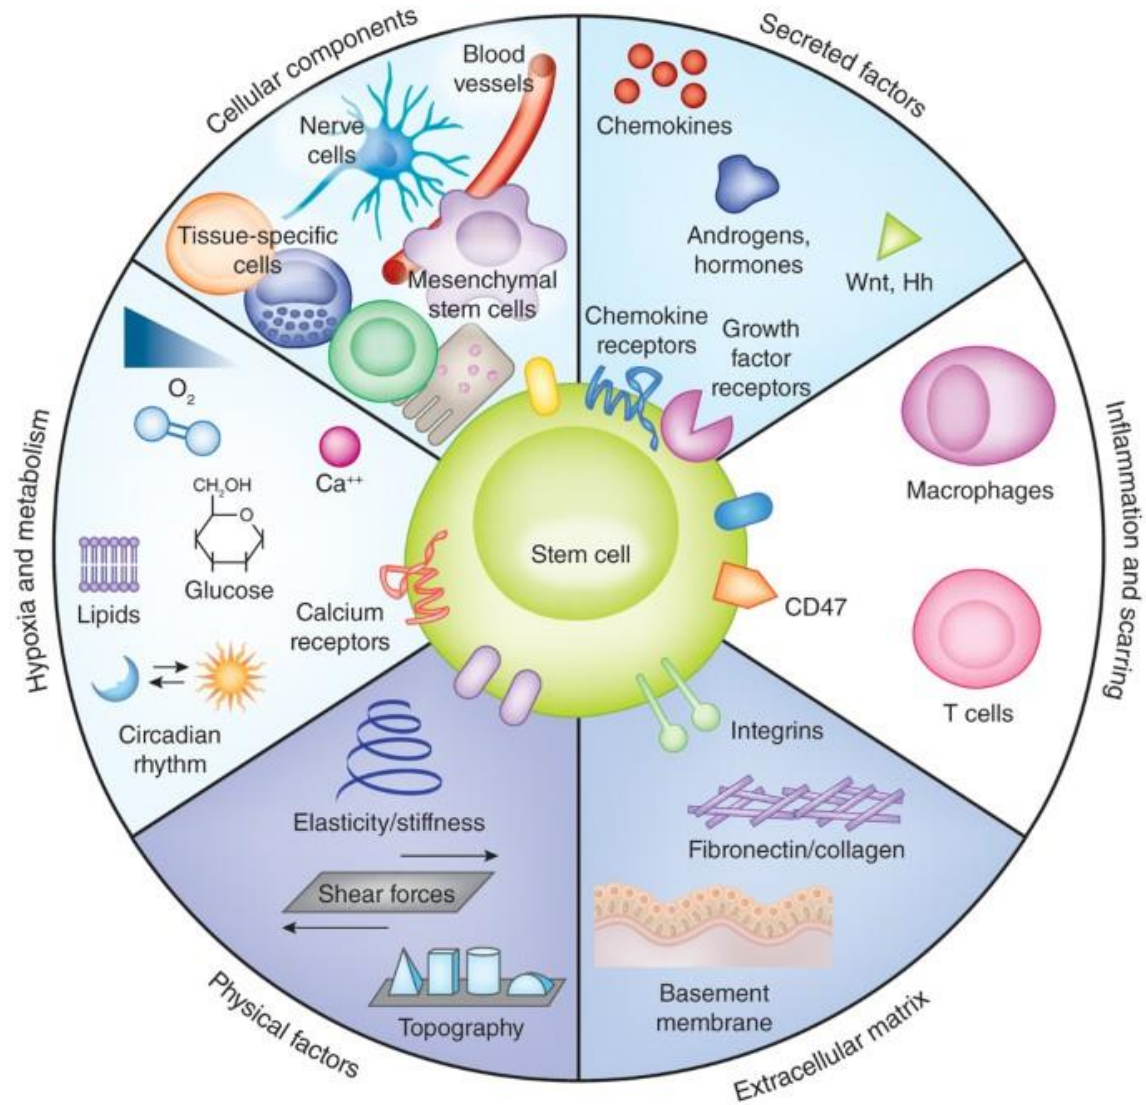 Cellular components
Blood
vessels
Nerve
cells
Tissue-specific
cells
Mesenchymal
stem cells
Secreted factors
Chemokines
Androgens,
hormones
Wnt, Hh
Chemokine
receptors
Growth
factor
receptors
Inflammation and scarring
Macrophages
CD47
T cells
Hypoxia and metabolism
O2
Ca++
CH2OH
O
Glucose
Lipids
Calcium
receptors
Circadian
rhythm
Stem cell
Physical factors
Elasticity/stiffness
Shear forces
Topography
Extracellular matrix
Integrins
Fibronectin/collagen
Basement
membrane